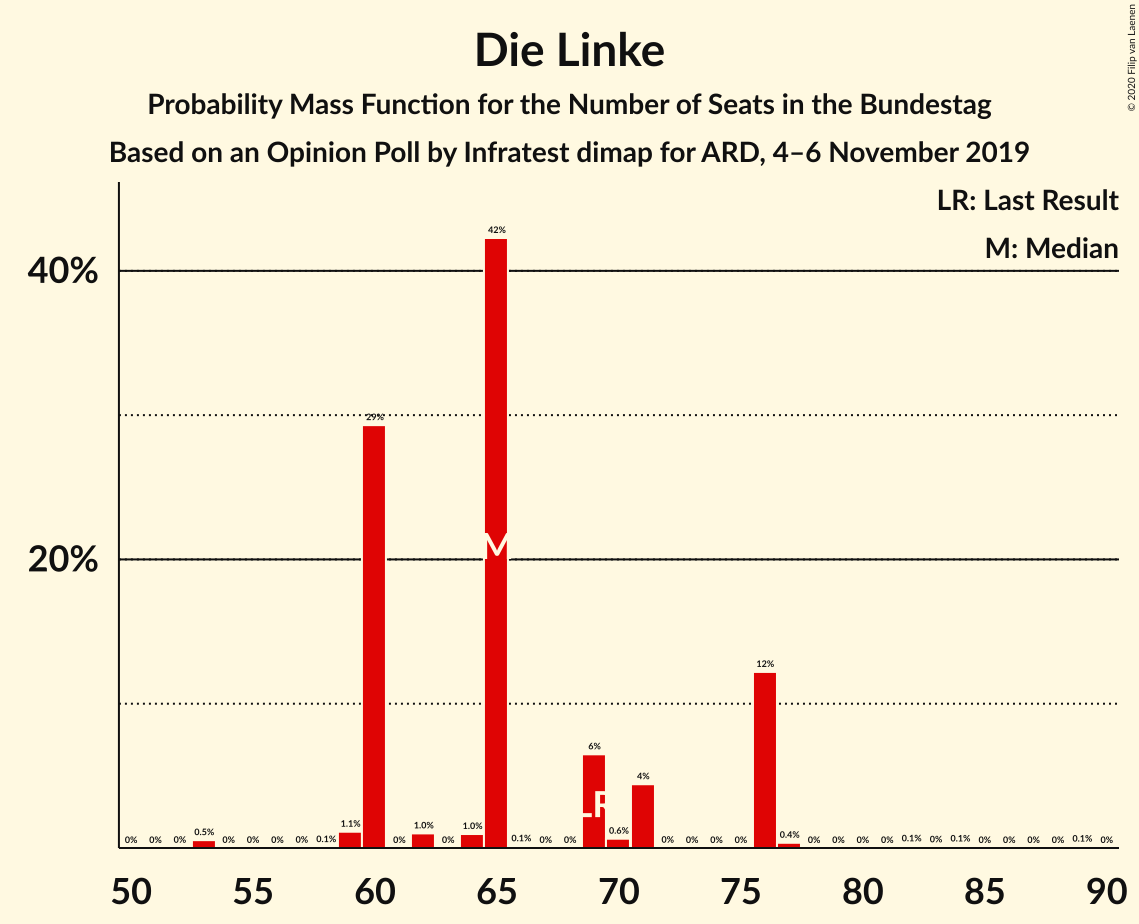 Die Linke
Probability Mass Function for the Number of Seats in the Bundestag
Based on an Opinion Poll by Infratest dimap for ARD, 4–6 November 2019
© 2020 Filip van Laenen
LR: Last Result
M: Median
40%
20%
0% 0% 0% 0.5% 0% 0% 0% 0% 0.1% 1.1% 29% 0% 1.0% 0% 1.0% 42% 0.1% 0% 0% 6% 0.6% 4% 0% 0% 0% 0% 12% 0.4% 0% 0% 0% 0% 0.1% 0% 0.1% 0% 0% 0% 0% 0.1% 0%
M
LR
50 55 60 65 70 75 80 85 90